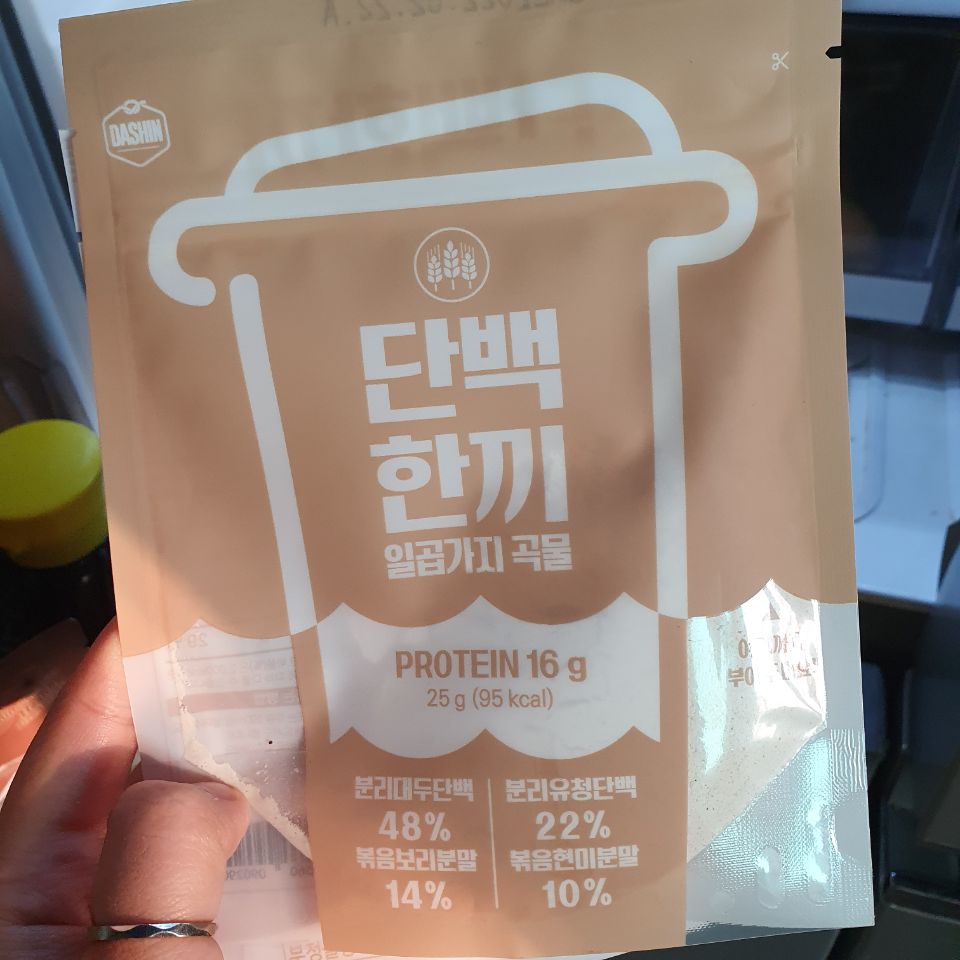 DASHIN
단백
한끼
일곱가지 곡물
PROTEIN 16 g
25 g (95 kcal)
분리대두단백
48%
볶음보리분말
14%
분리유청단백
22%
볶음현미분말
10%